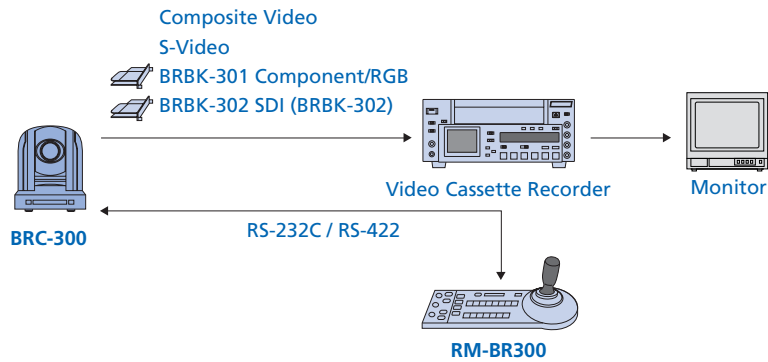 Composite Video
S-Video
BRBK-301 Component/RGB
BRBK-302 SDI (BRBK-302)
Video Cassette Recorder
Monitor
BRC-300
RS-232C / RS-422
RM-BR300